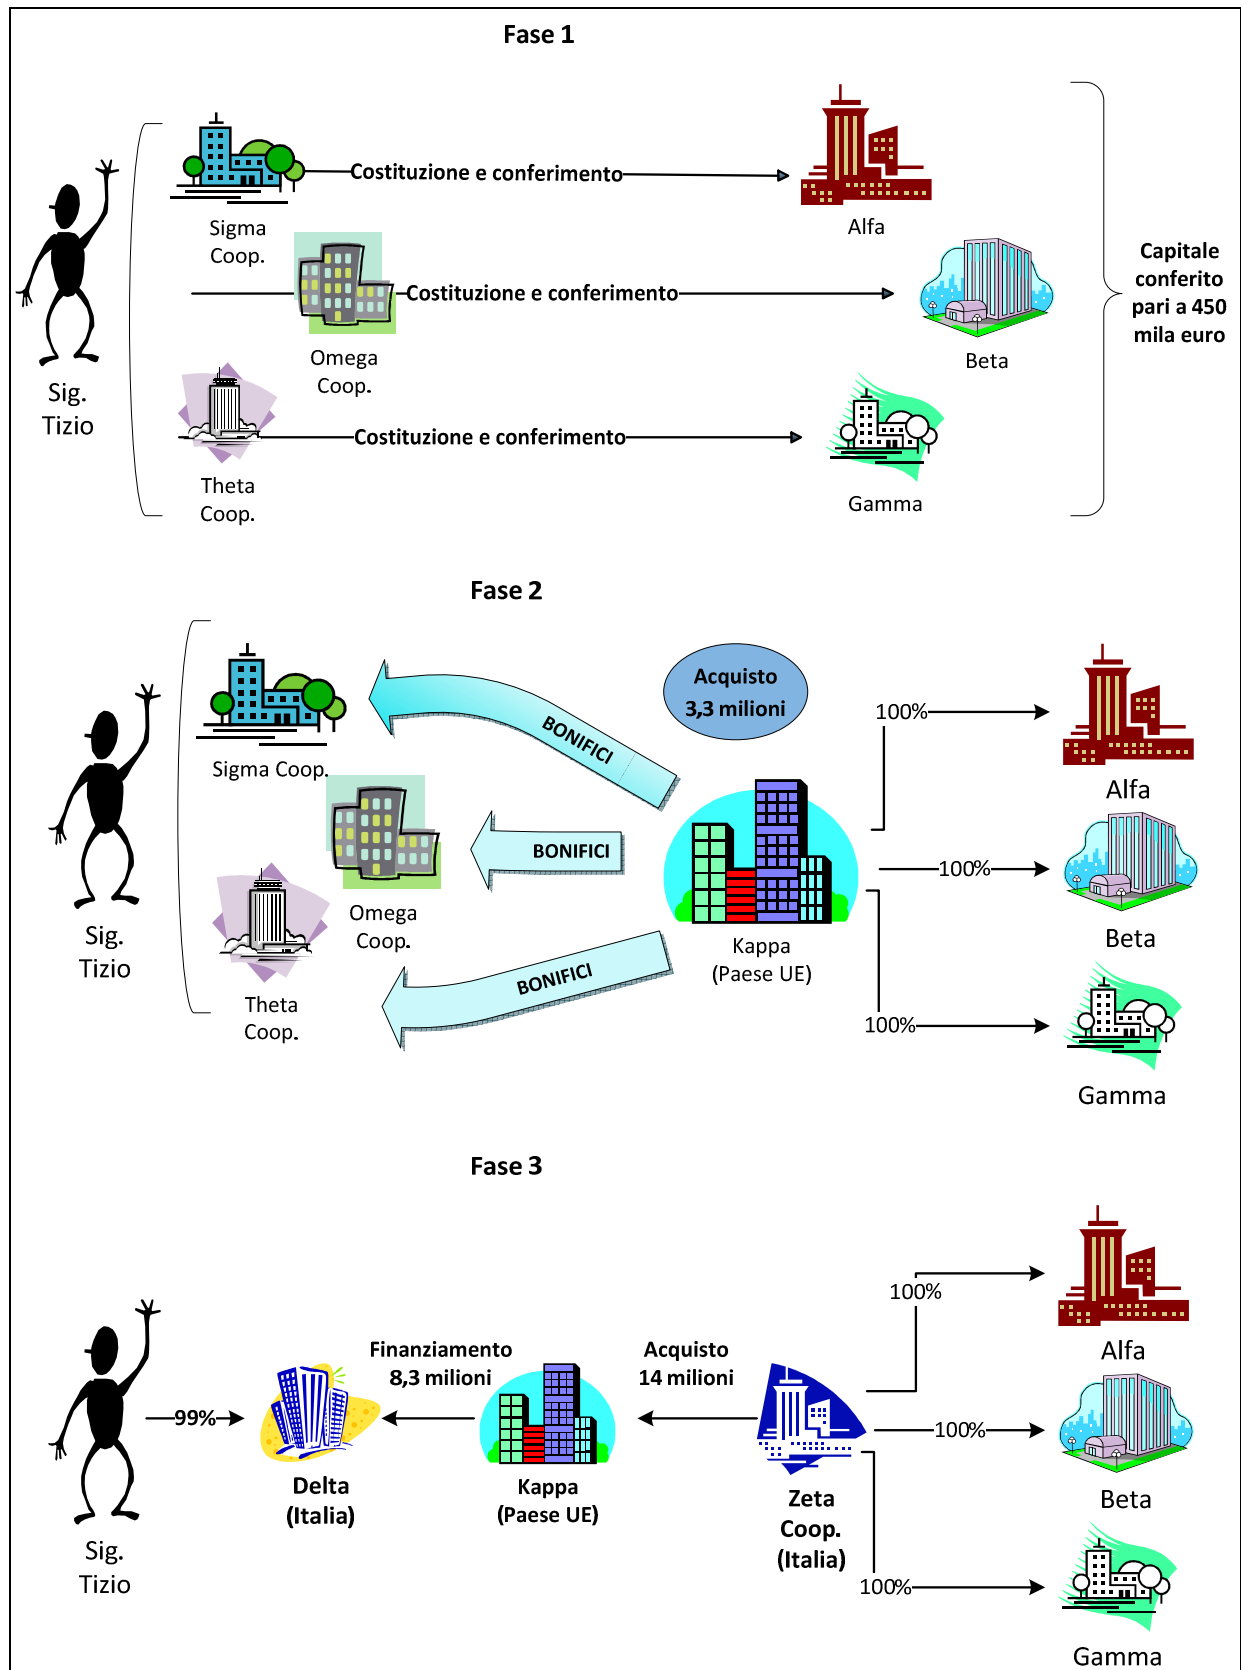 Fase 1
Costituzione e conferimento
Sigma
Coop.
Alfa
Costituzione e conferimento
Omega
Coop.
Beta
Capitale
conferito
pari a 450
mila euro
Sig.
Tizio
Costituzione e conferimento
Theta
Coop.
Gamma
Fase 2
Acquisto
3,3 milioni
100%
BONIFICI
Sigma Coop.
Alfa
BONIFICI
100%
Omega
Coop.
Kappa
(Paese UE)
Beta
Sig.
Tizio
BONIFICI
Theta
Coop.
100%
Gamma
Fase 3
100%
Alfa
Finanziamento
8,3 milioni
Acquisto
14 milioni
99%
100%
Delta
(Italia)
Kappa
(Paese UE)
Zeta
Coop.
(Italia)
Beta
Sig.
Tizio
100%
Gamma